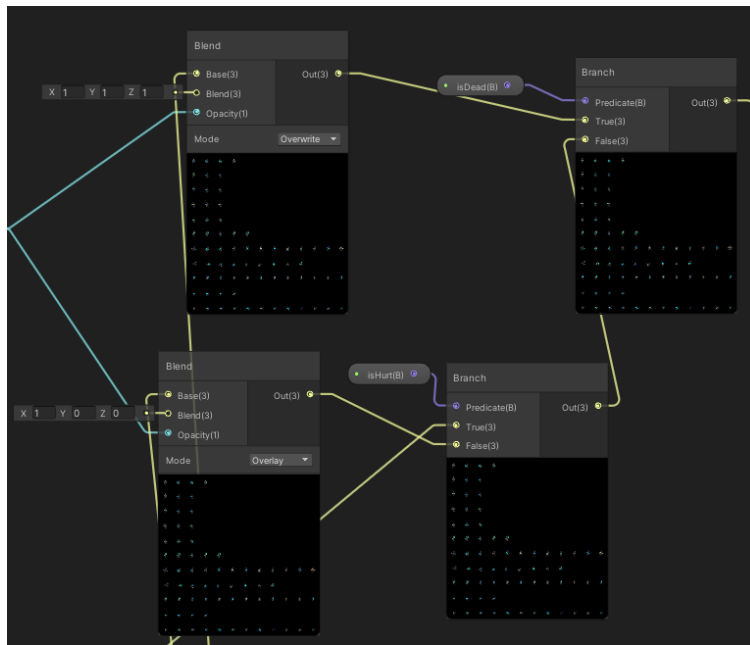 Blend
Base(3) Out(3)
X 1 Y 1 Z 1 Blend(3)
Opacity(1)
Mode Overwrite
isDead(B)
Branch
Predicate(B) Out(3)
True(3)
False(3)
Blend
Base(3) Out(3)
X 1 Y 0 Z 0 Blend(3)
Opacity(1)
Mode Overlay
isHurt(B)
Branch
Predicate(B) Out(3)
True(3)
False(3)